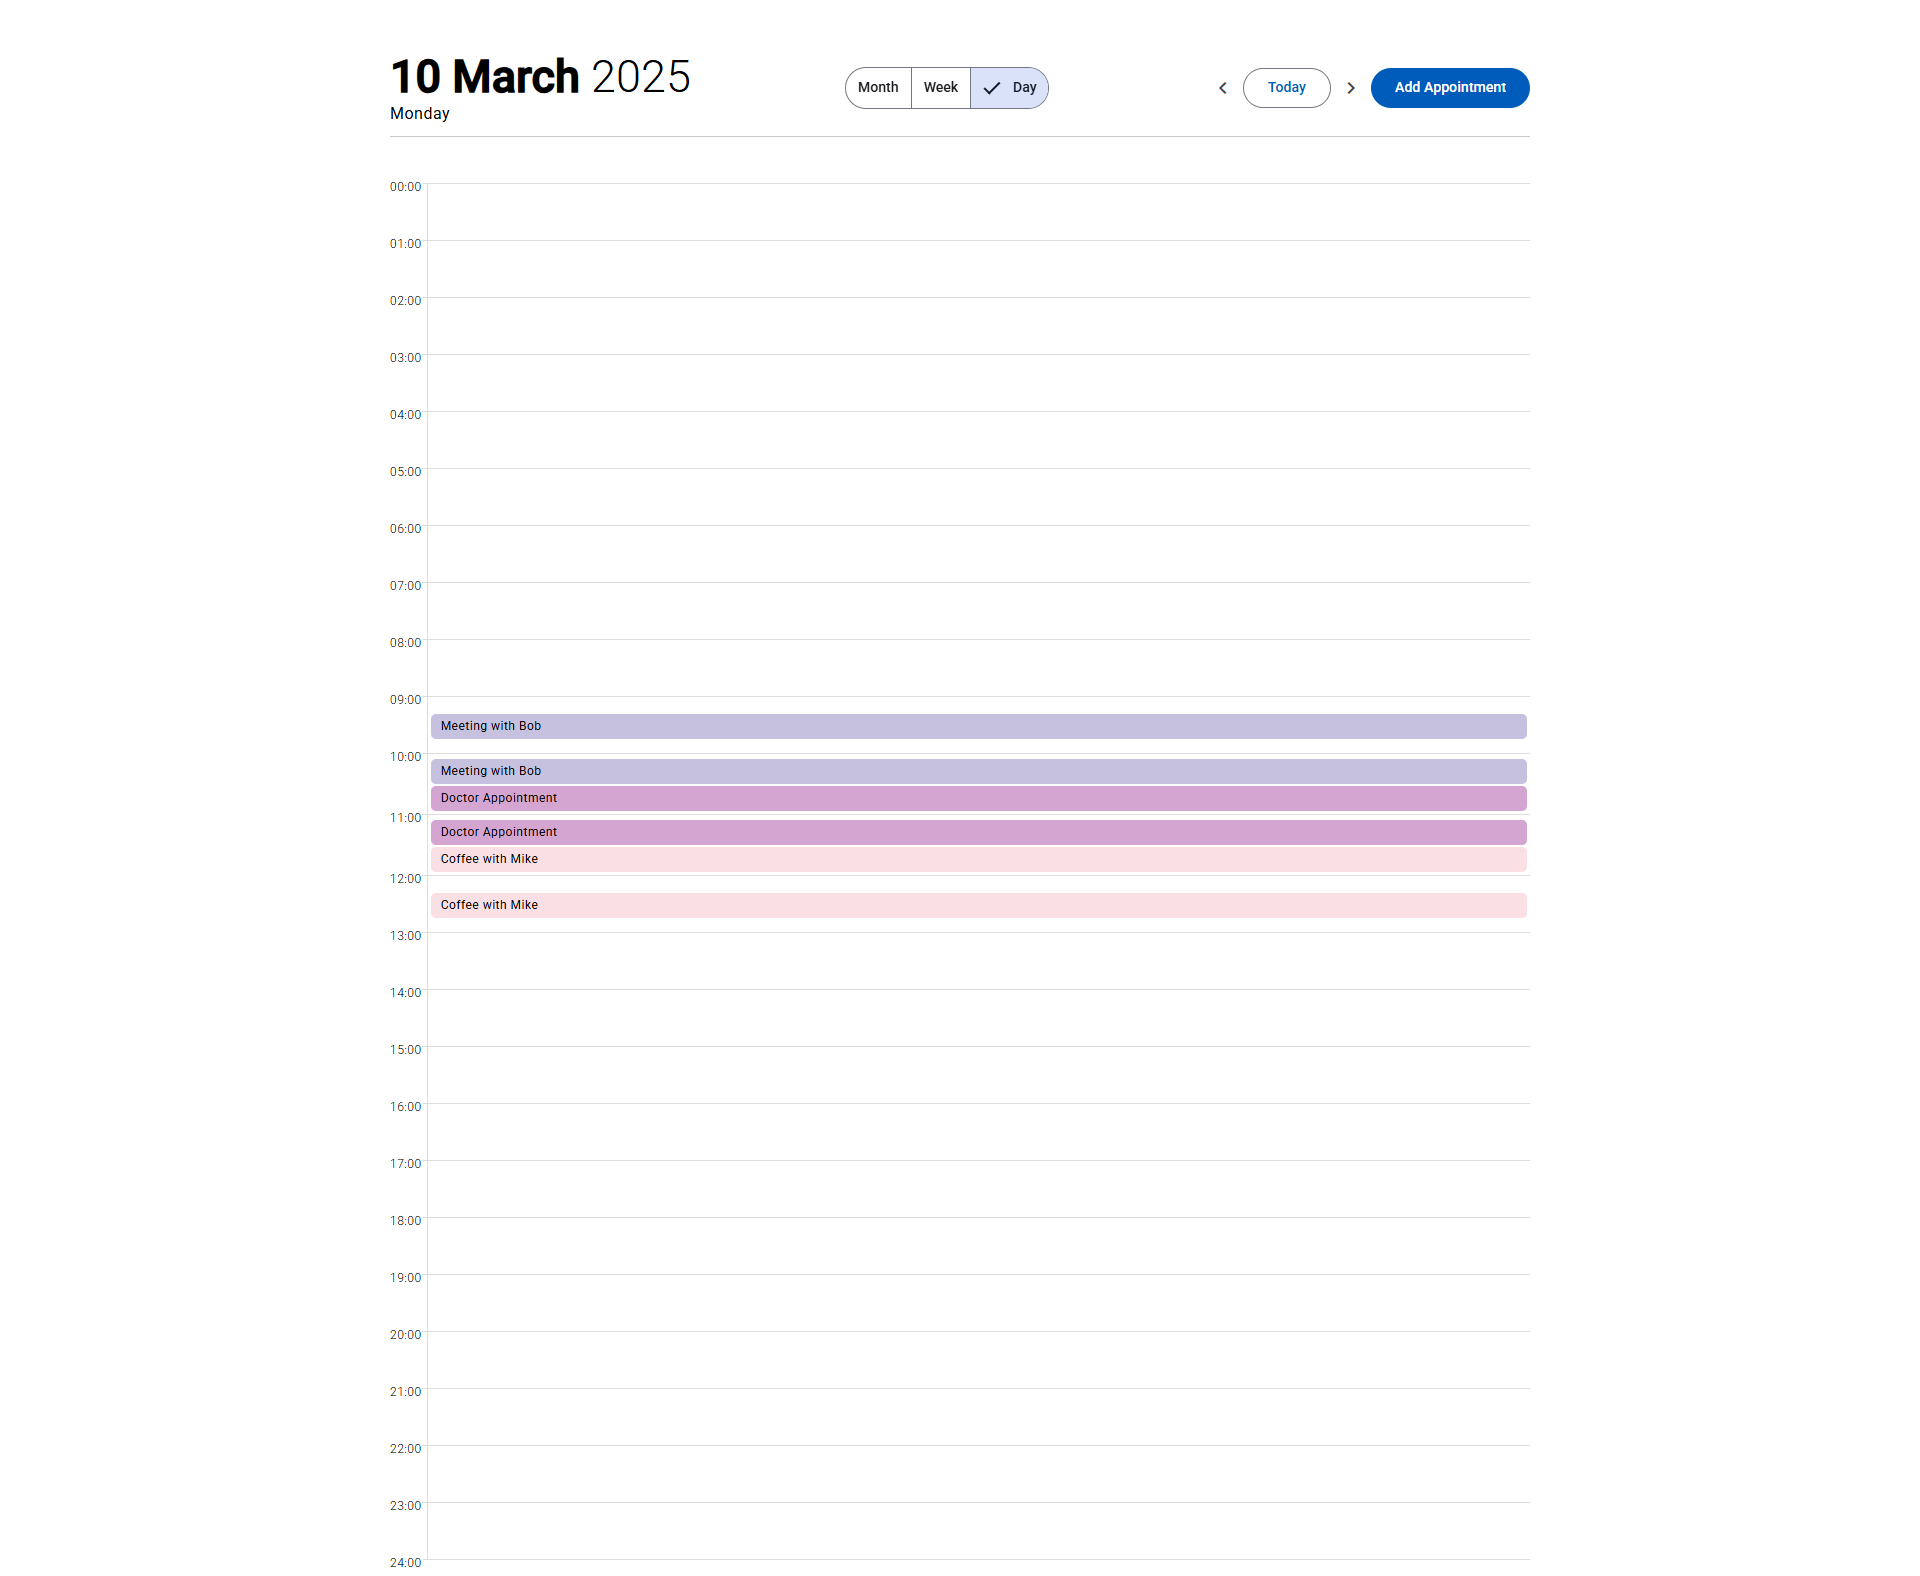 10 March 2025
Monday
Month Week Day
Today
Add Appointment
00:00
01:00
02:00
03:00
04:00
05:00
06:00
07:00
08:00
09:00
Meeting with Bob
10:00
Meeting with Bob
Doctor Appointment
11:00
Doctor Appointment
Coffee with Mike
12:00
Coffee with Mike
13:00
14:00
15:00
16:00
17:00
18:00
19:00
20:00
21:00
22:00
23:00
24:00